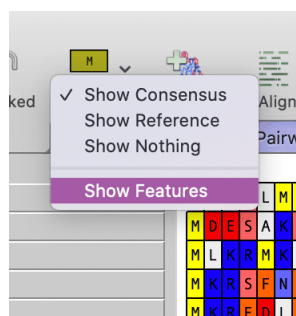 M
ked
Align
✓ Show Consensus
Show Reference
Show Nothing
Show Features
Pairw
L M
M D E S A K
M L K R M K
M K R S F N
M K R E D L